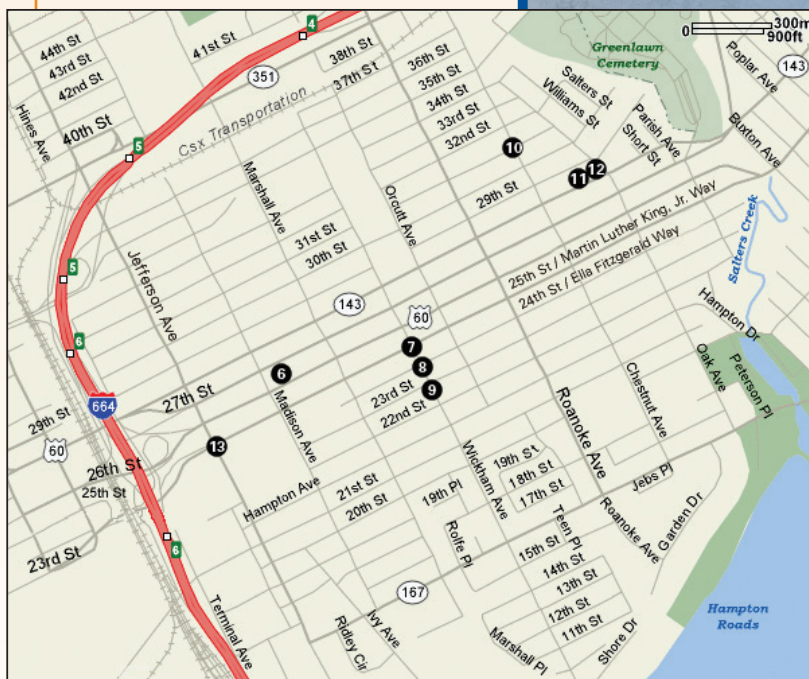 44th St
43rd St
42nd St
41st St
4
38th St
37th St
351
36th St
35th St
34th St
33rd St
32nd St
Salters St
Williams St
Greenlawn
Cemetery
0 300m
900ft
Poplar Ave
143
Hines Ave
40th St
5
Csx Transportation
Marshall Ave
Orcutt Ave
10
Parish Ave
Short St
Buxton Ave
11
12
29th St
31st St
30th St
25th St / Martin Luther King, Jr. Way
24th St / Ella Fitzgerald Way
Salters Creek
Jefferson Ave
5
143
60
6
7
8
9
6
23rd St
22nd St
Hampton Dr
Oak Ave
Peterson Pl
664
27th St
Madison Ave
29th St
60
26th St
25th St
13
Roanoke Ave
Chestnut Ave
Hampton Ave
21st St
20th St
Wickham Ave
19th St
18th St
17th St
19th Pl
Jebs Pl
23rd St
6
Rolfe Pl
Teen Pl
Roanoke Ave
Garden Dr
15th St
14th St
13th St
12th St
11th St
167
Terminal Ave
Ivy Ave
Ridley Cir
Marshall Pl
Shore Dr
Hampton
Roads